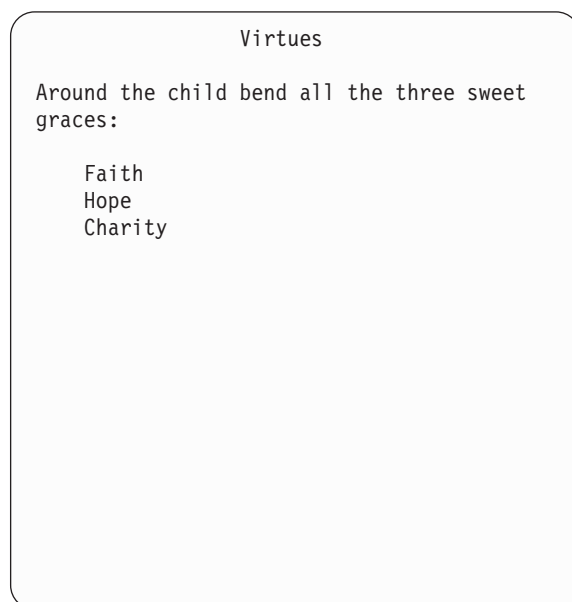 Virtues
Around the child bend all the three sweet
graces:
Faith
Hope
Charity